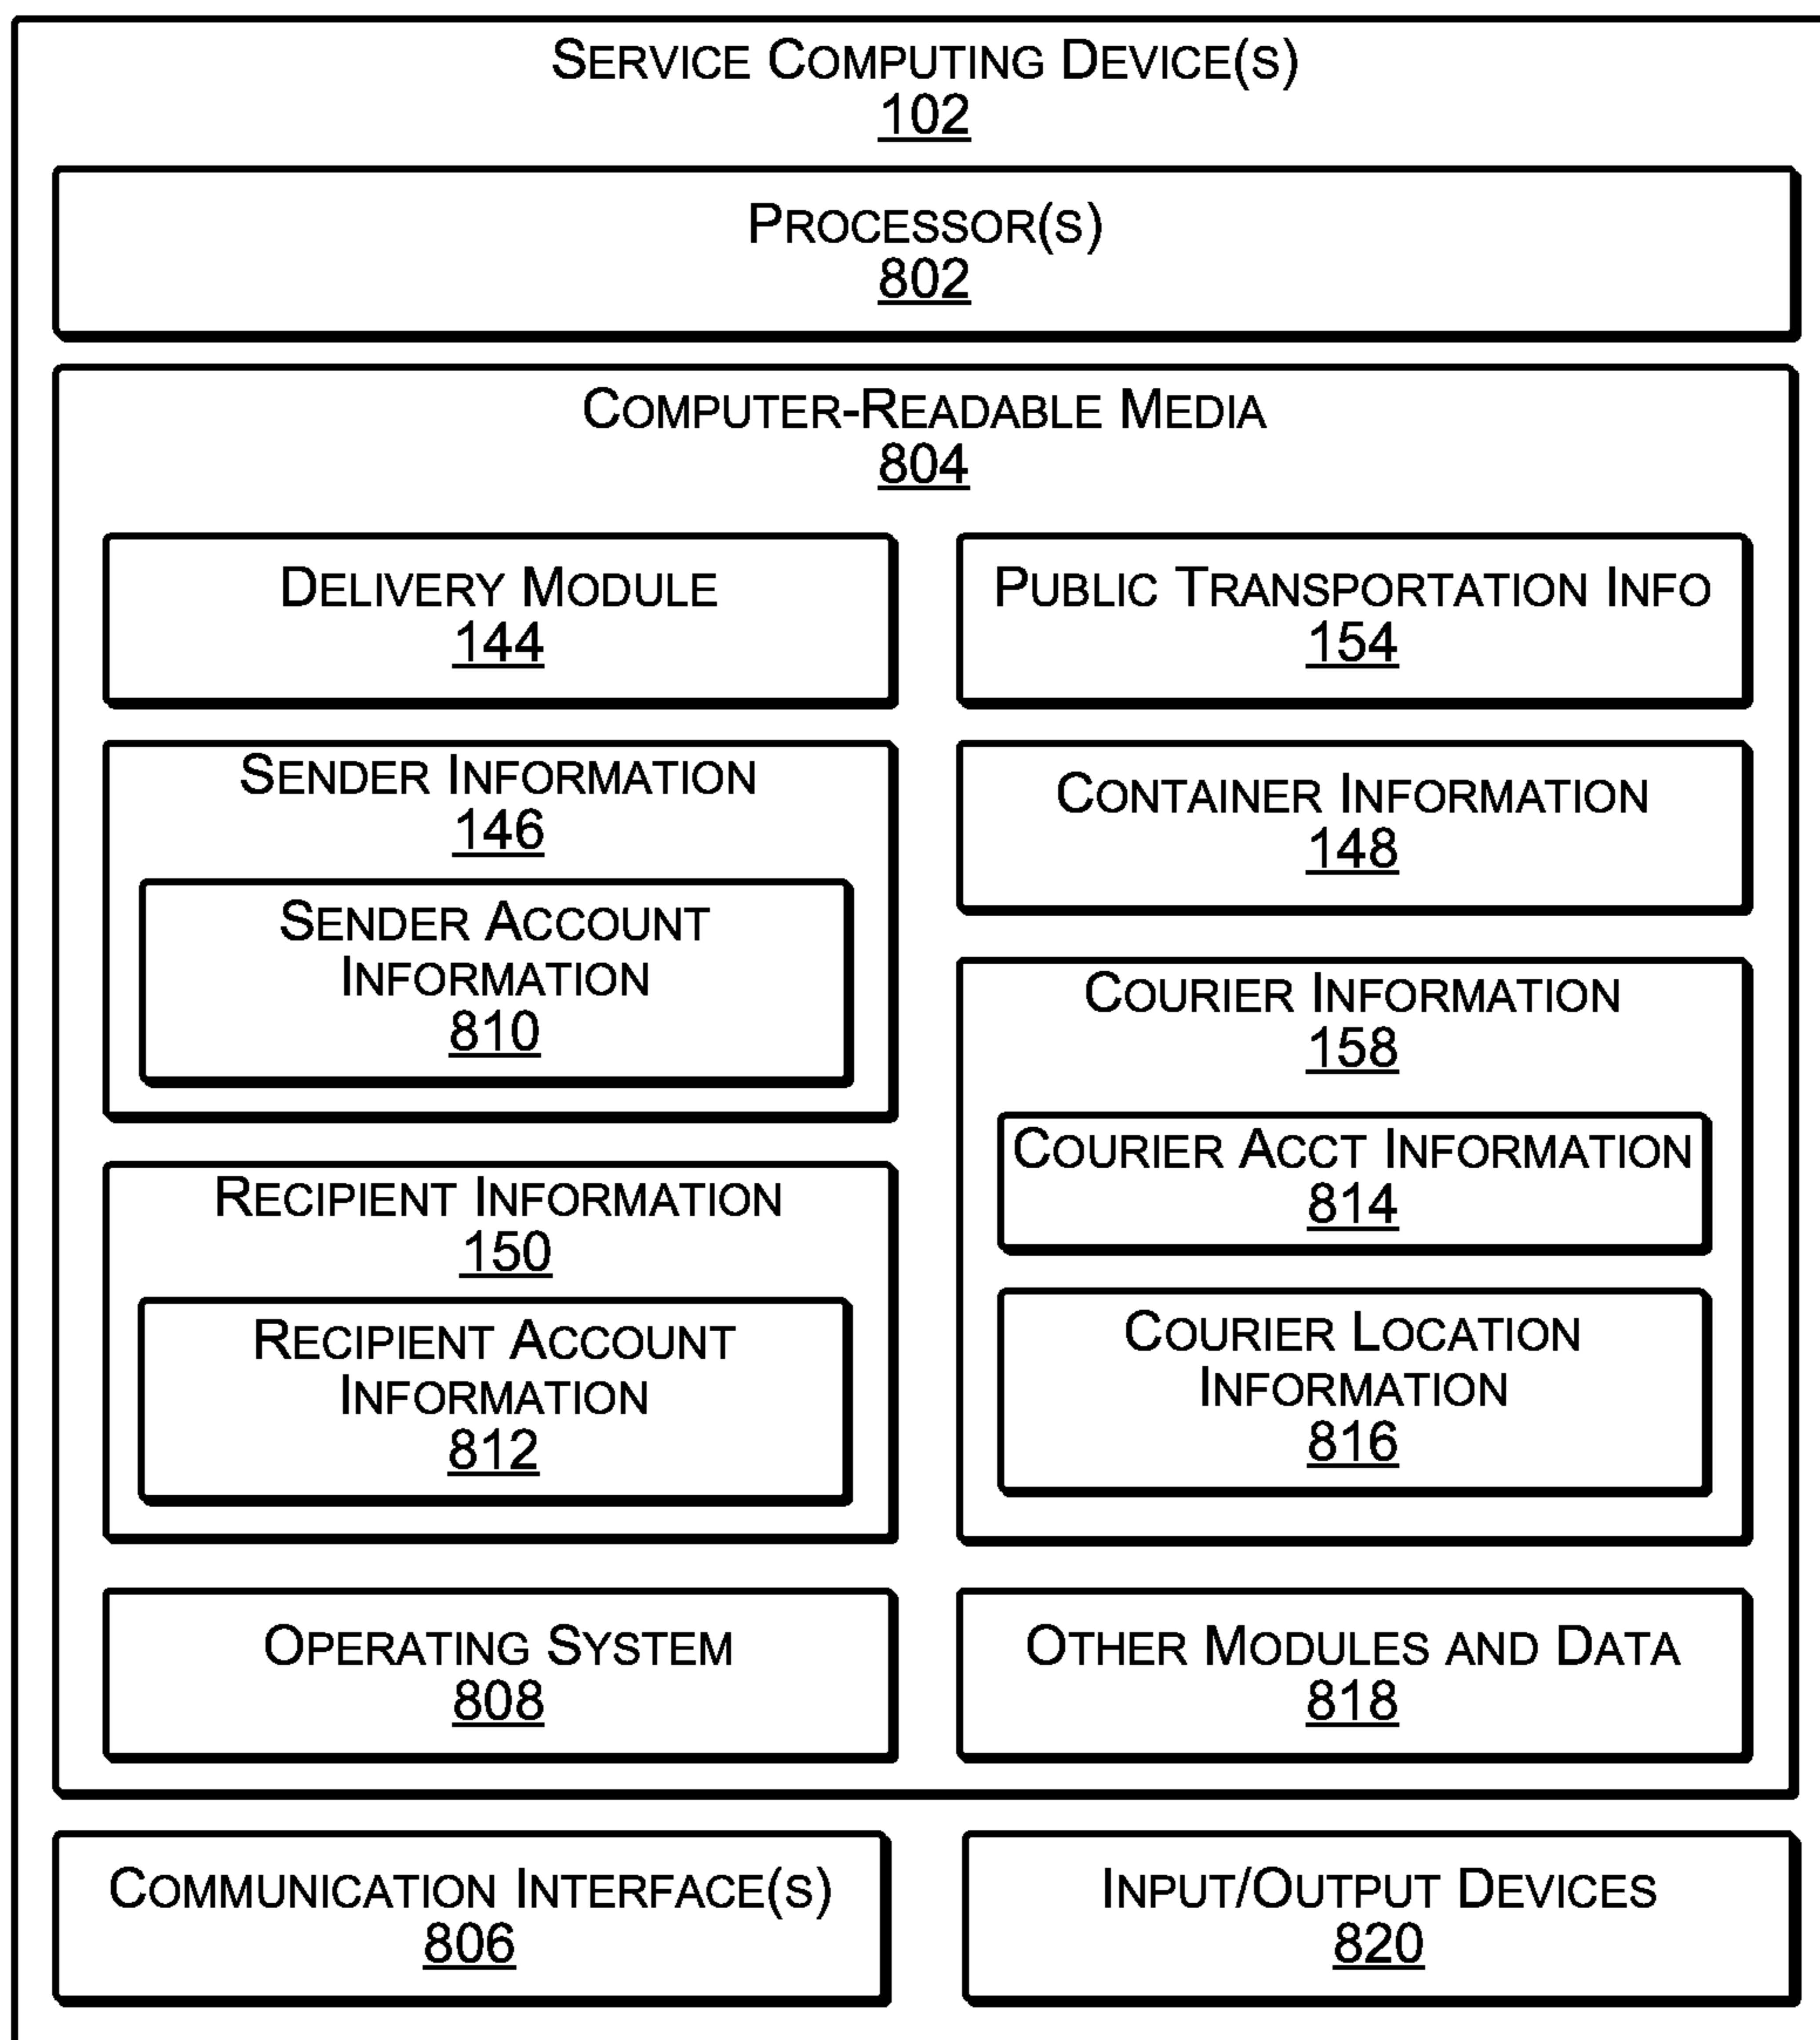 SERVICE COMPUTING DEVICE(S)
102
PROCESSOR(S)
802
COMPUTER-READABLE MEDIA
804
DELIVERY MODULE
144
PUBLIC TRANSPORTATION INFO
154
SENDER INFORMATION
146
SENDER ACCOUNT
INFORMATION
810
CONTAINER INFORMATION
148
COURIER INFORMATION
158
COURIER ACCT INFORMATION
814
COURIER LOCATION
INFORMATION
816
RECIPIENT INFORMATION
150
RECIPIENT ACCOUNT
INFORMATION
812
OPERATING SYSTEM
808
OTHER MODULES AND DATA
818
COMMUNICATION INTERFACE(S)
806
INPUT/OUTPUT DEVICES
820